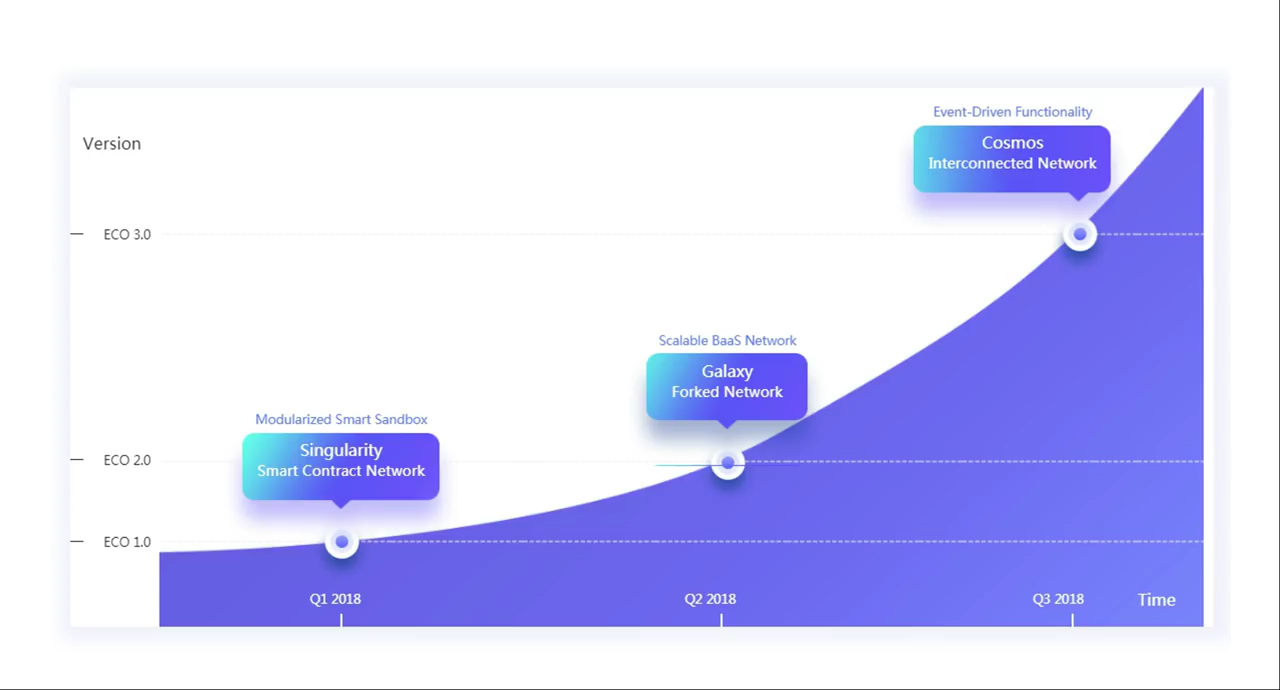 Version
Event-Driven Functionality
Cosmos
Interconnected Network
ECO 3.0
Scalable BaaS Network
Galaxy
Forked Network
Modularized Smart Sandbox
Singularity
Smart Contract Network
ECO 2.0
ECO 1.0
Q1 2018
Q2 2018
Q3 2018
Time